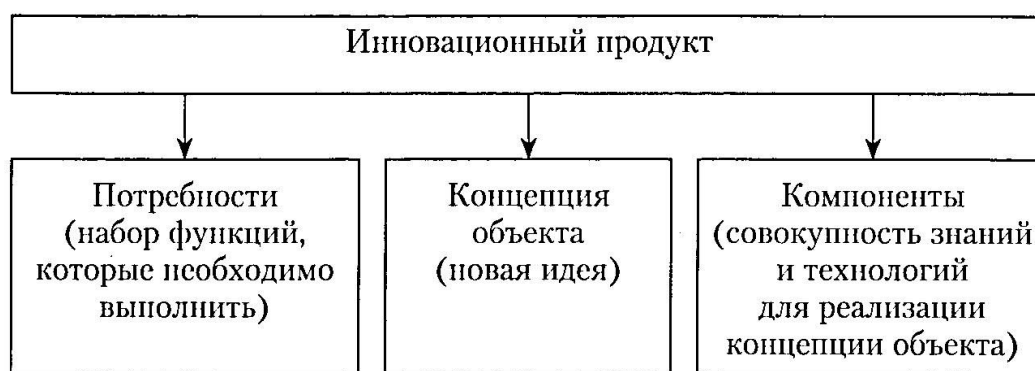 Инновационный продукт
Потребности
(набор функций,
которые необходимо
выполнить)
Концепция
объекта
(новая идея)
Компоненты
(совокупность знаний
и технологий
для реализации
концепции объекта)